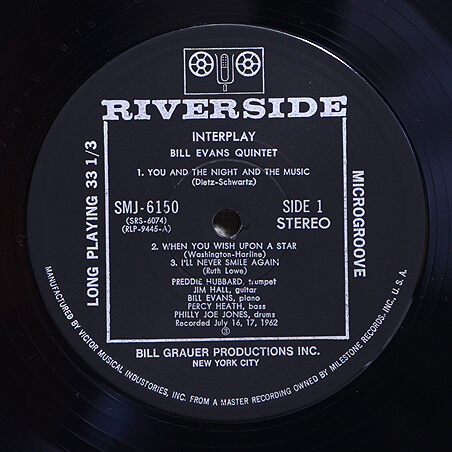 RIVERSIDE
INTERPLAY
BILL EVANS QUINTET
1. YOU AND THE NIGHT AND THE MUSIC
(Dietz-Schwartz)
SMJ-6150
(SRS-6074)
(RLP-9445-A)
SIDE 1
STEREO
2. WHEN YOU WISH UPON A STAR
(Washington-Harline)
3. I'LL NEVER SMILE AGAIN
(Ruth Lowe)
FREDDIE HUBBARD, trumpet
JIM HALL, guitar
BILL EVANS, piano
PERCY HEATH, bass
PHILLY JOE JONES, drums
Recorded July 16, 17, 1962
LONG PLAYING 33 1/3
MICROGROOVE
BILL GRAUER PRODUCTIONS INC.
NEW YORK CITY
MANUFACTURED BY VICTOR MUSICAL INDUSTORIES, INC. FROM A MASTER RECORDING OWNED BY MILESTONE RECORDS, INC., U.S.A.